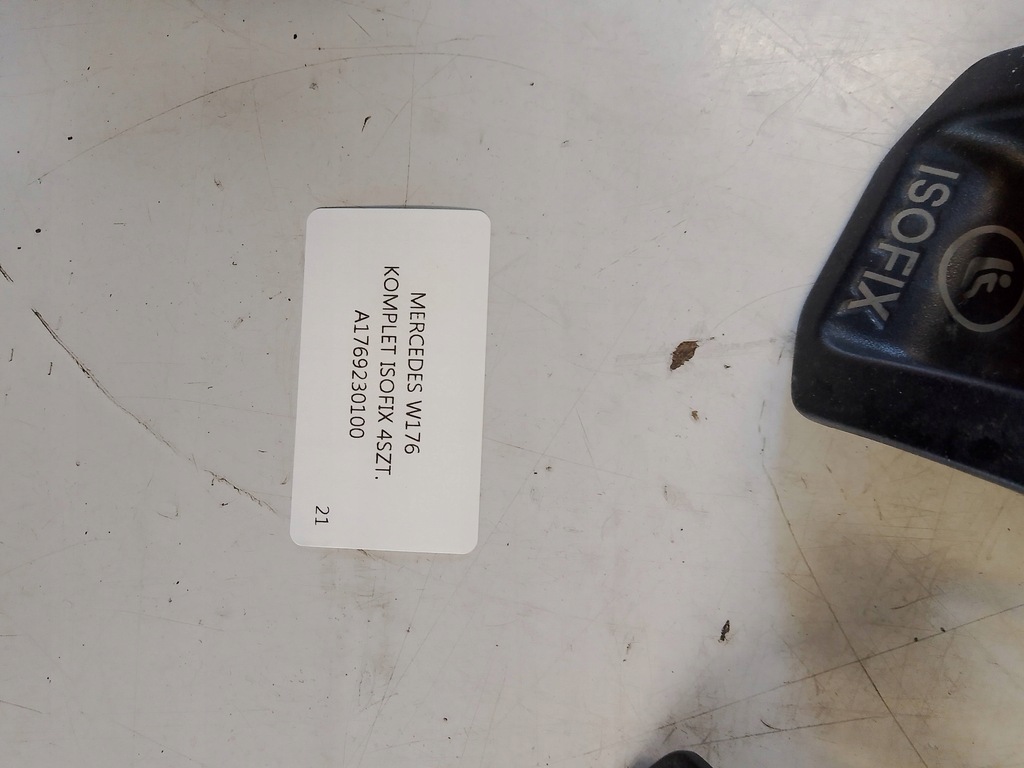 MERCEDES W176
KOMPLET ISOFIX 4SZT.
A1769230100
21
ISOFIX